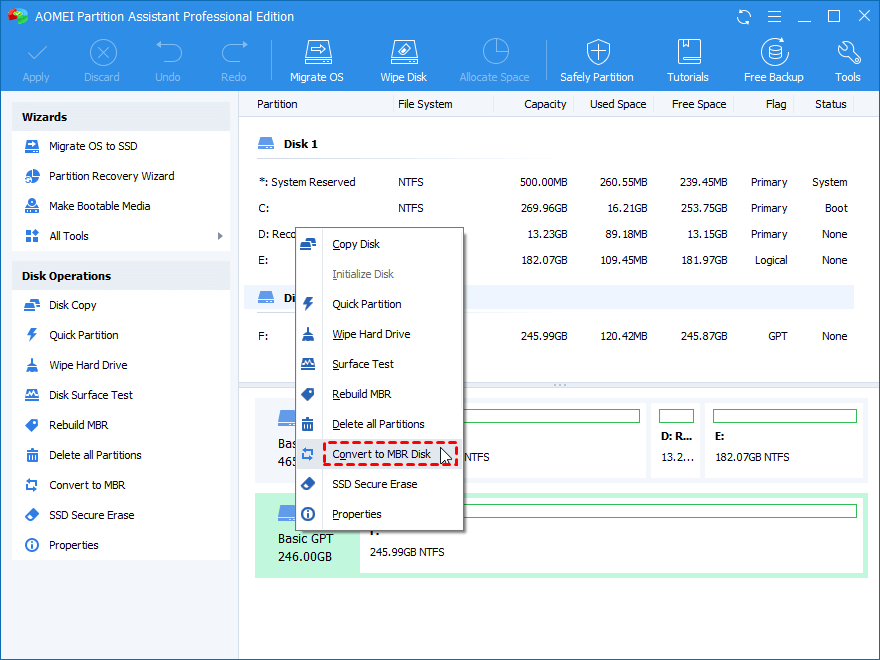 AOMEI Partition Assistant Professional Edition
Apply Discard Undo Redo Migrate OS Wipe Disk Allocate Space Safely Partition Tutorials Free Backup Tools
Wizards
Migrate OS to SSD
Partition Recovery Wizard
Make Bootable Media
All Tools
Disk Operations
Disk Copy
Quick Partition
Wipe Hard Drive
Disk Surface Test
Rebuild MBR
Delete all Partitions
Convert to MBR
SSD Secure Erase
Properties
Partition File System Capacity Used Space Free Space Flag Status
Disk 1
*: System Reserved NTFS 500.00MB 260.55MB 239.45MB Primary System
C: NTFS 269.96GB 16.21GB 253.75GB Primary Boot
D: Reco 13.23GB 89.18MB 13.15GB Primary None
E: 182.07GB 109.45MB 181.97GB Logical None
Di
F: 245.99GB 120.42MB 245.87GB GPT None
Copy Disk
Initialize Disk
Quick Partition
Wipe Hard Drive
Surface Test
Rebuild MBR
Delete all Partitions
Convert to MBR Disk
SSD Secure Erase
Properties
Bas
465
NTFS
D: R...
13.2...
E:
182.07GB NTFS
Basic GPT
246.00GB
245.99GB NTFS